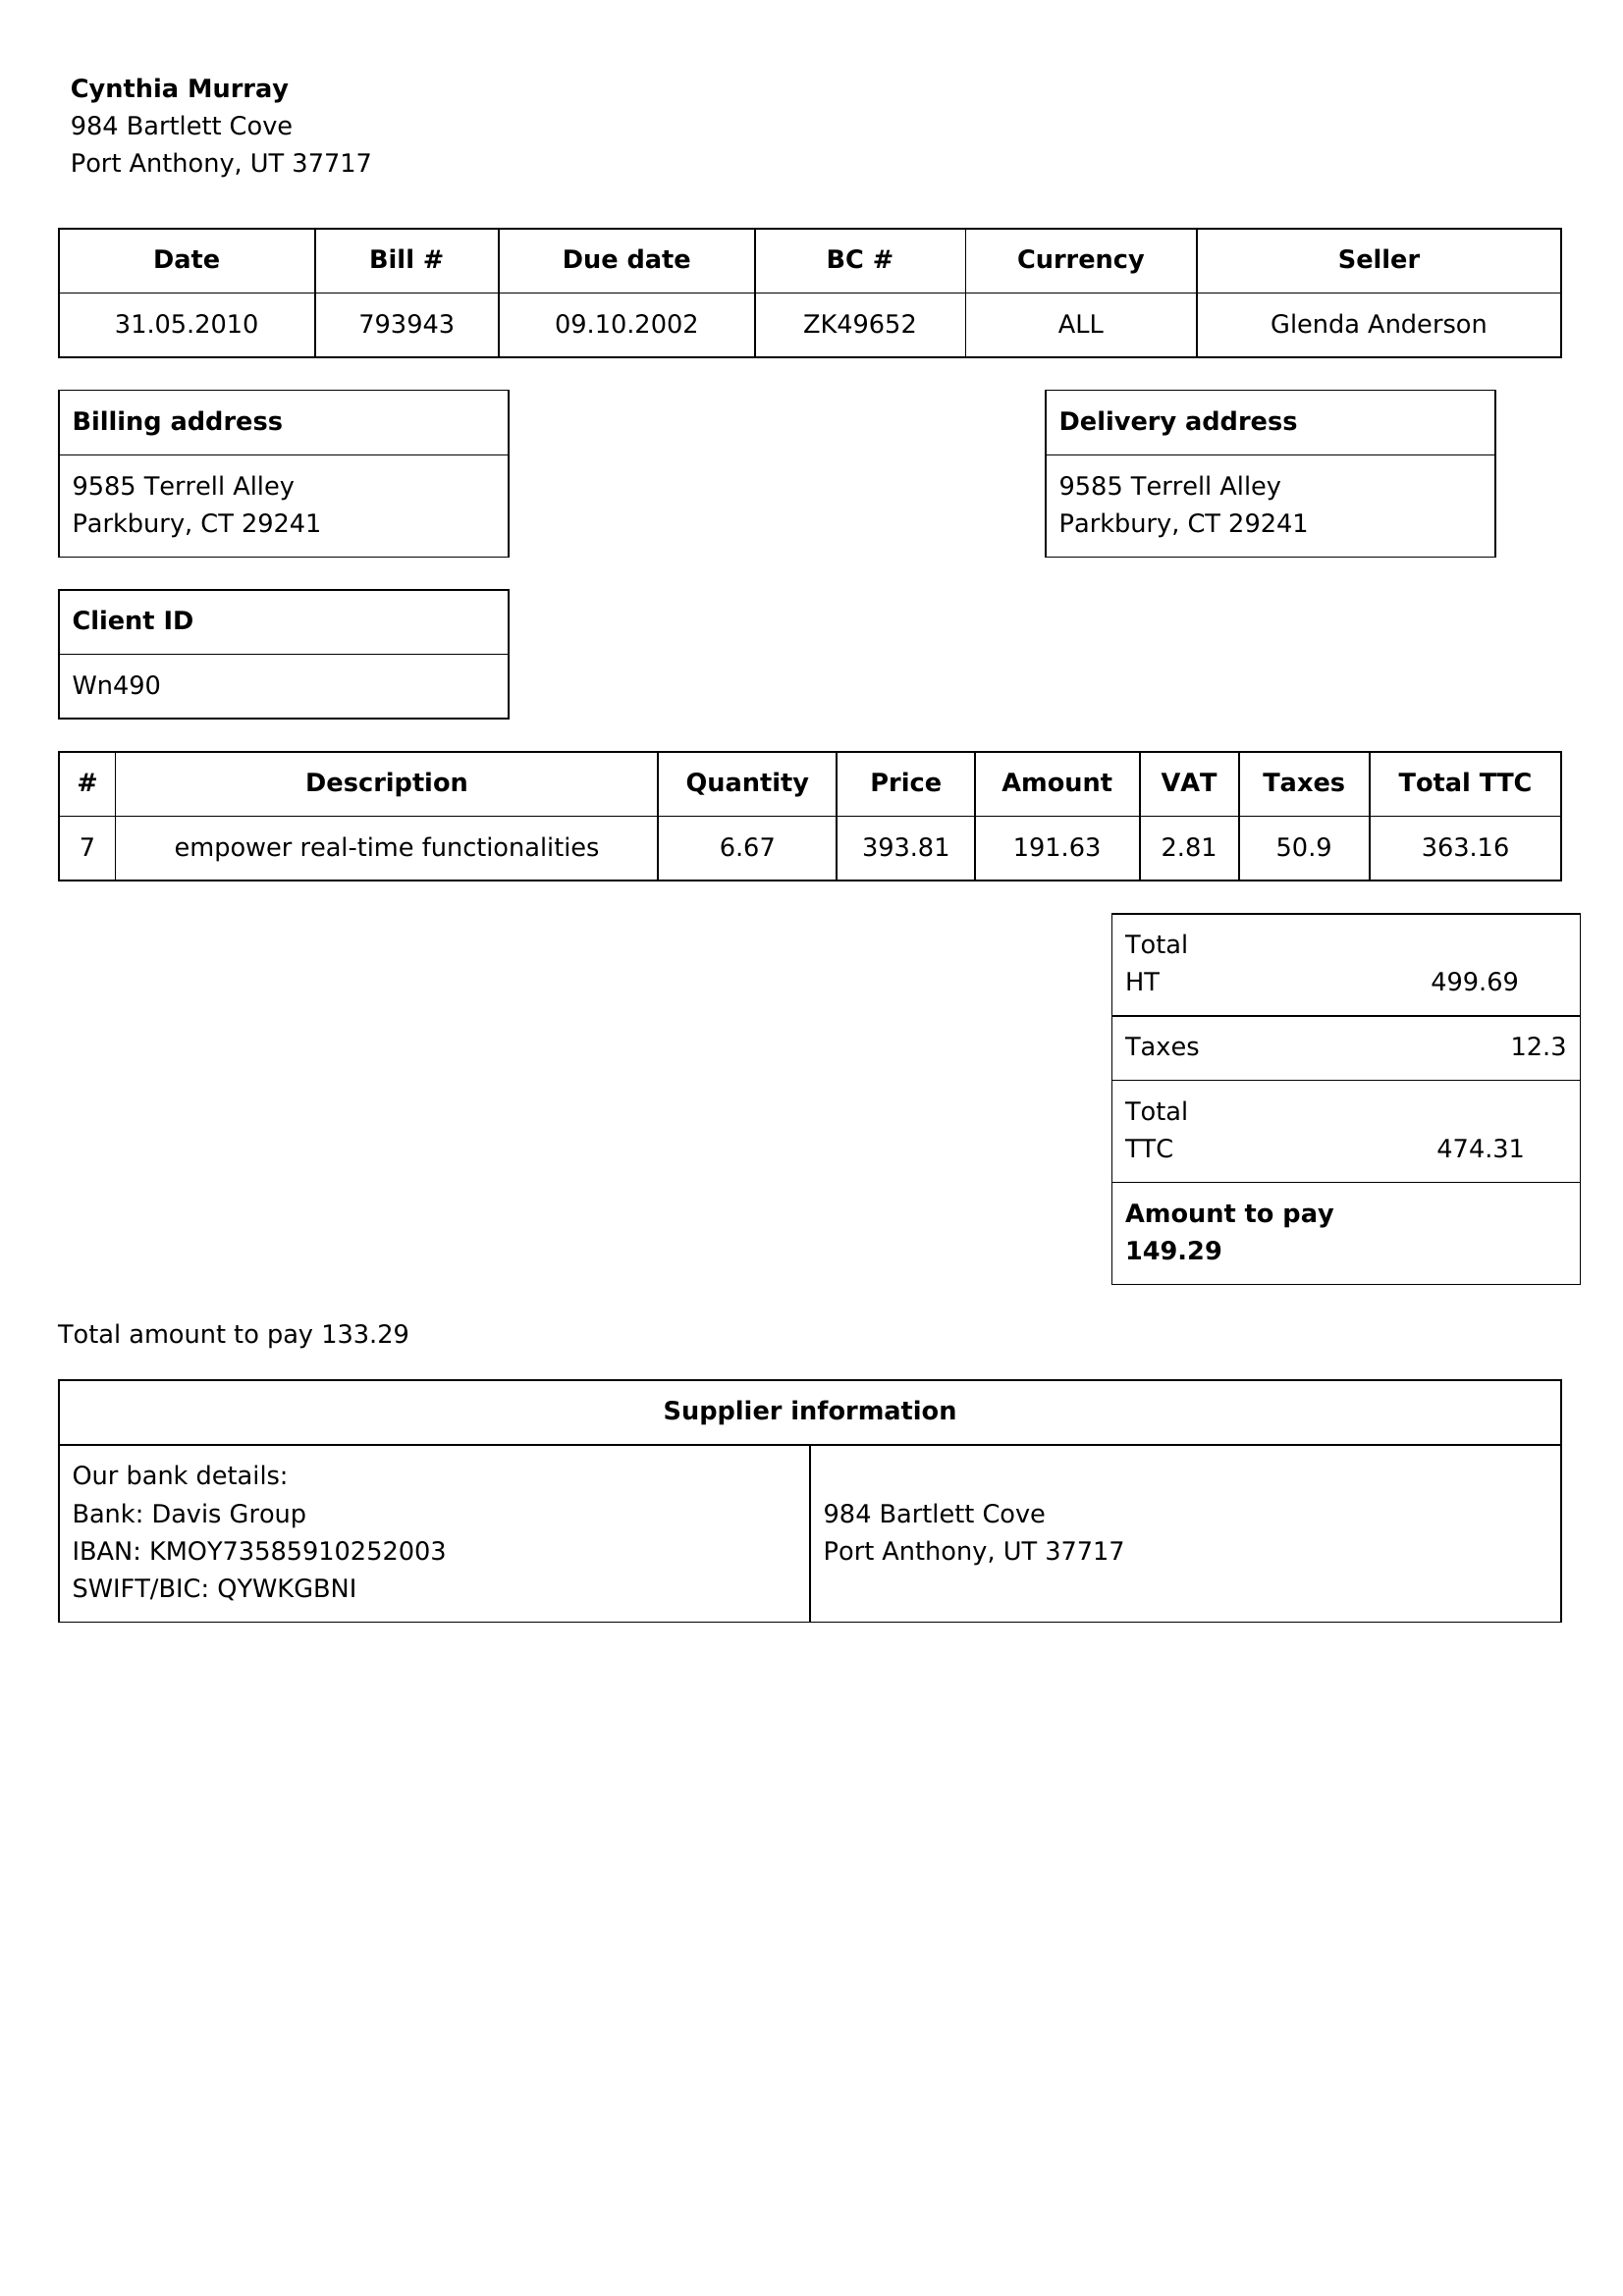 Cynthia Murray
984 Bartlett Cove
Port Anthony, UT 37717
Date Bill # Due date BC # Currency Seller
31.05.2010 793943 09.10.2002 ZK49652 ALL Glenda Anderson
Billing address
9585 Terrell Alley
Parkbury, CT 29241
Delivery address
9585 Terrell Alley
Parkbury, CT 29241
Client ID
Wn490
# Description Quantity Price Amount VAT Taxes Total TTC
7 empower real-time functionalities 6.67 393.81 191.63 2.81 50.9 363.16
Total
HT 499.69
Taxes 12.3
Total
TTC 474.31
Amount to pay
149.29
Total amount to pay 133.29
Supplier information
Our bank details:
Bank: Davis Group
IBAN: KMOY73585910252003
SWIFT/BIC: QYWKGBNI
984 Bartlett Cove
Port Anthony, UT 37717